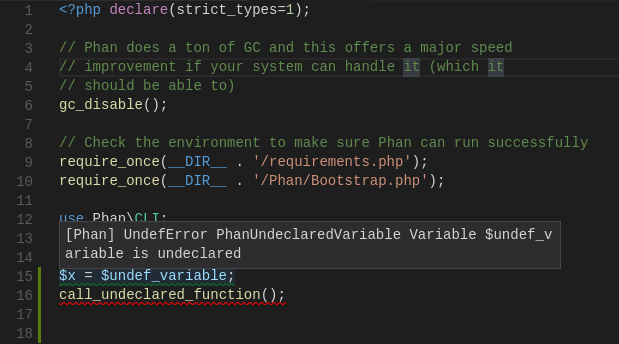 1 <?php declare(strict_types=1);
2
3 // Phan does a ton of GC and this offers a major speed
4 // improvement if your system can handle it (which it
5 // should be able to)
6 gc_disable();
7
8 // Check the environment to make sure Phan can run successfully
9 require_once(__DIR__ . '/requirements.php');
10 require_once(__DIR__ . '/Phan/Bootstrap.php');
11
12 use Phan\CLI;
13 [Phan] UndefError PhanUndeclaredVariable Variable $undef_v
14 ariable is undeclared
15 $x = $undef_variable;
16 call_undeclared_function();
17
18